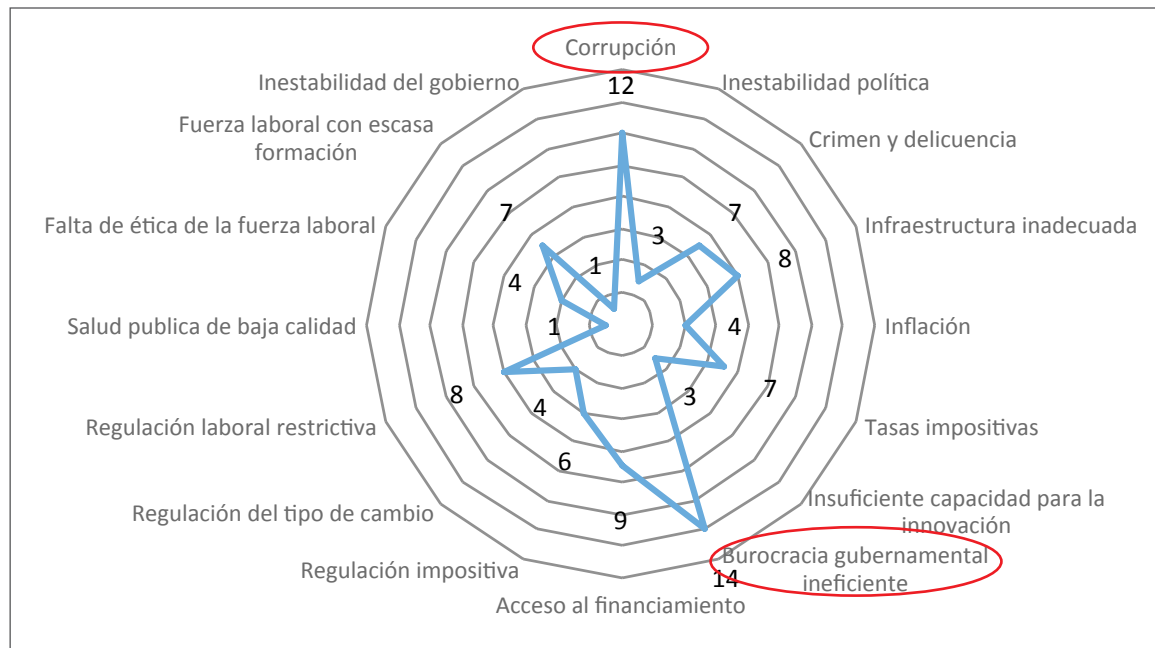 Corrupción
12
Inestabilidad del gobierno
Inestabilidad política
Fuerza laboral con escasa
formación
Crimen y delicuencia
7
7
3
Falta de ética de la fuerza laboral
Infraestructura inadecuada
8
4
1
Salud publica de baja calidad
1
4
Inflación
8
4
3
7
Regulación laboral restrictiva
Tasas impositivas
6
9
Regulación del tipo de cambio
Insuficiente capacidad para la
innovación
Regulación impositiva
Burocracia gubernamental
ineficiente
14
Acceso al financiamiento